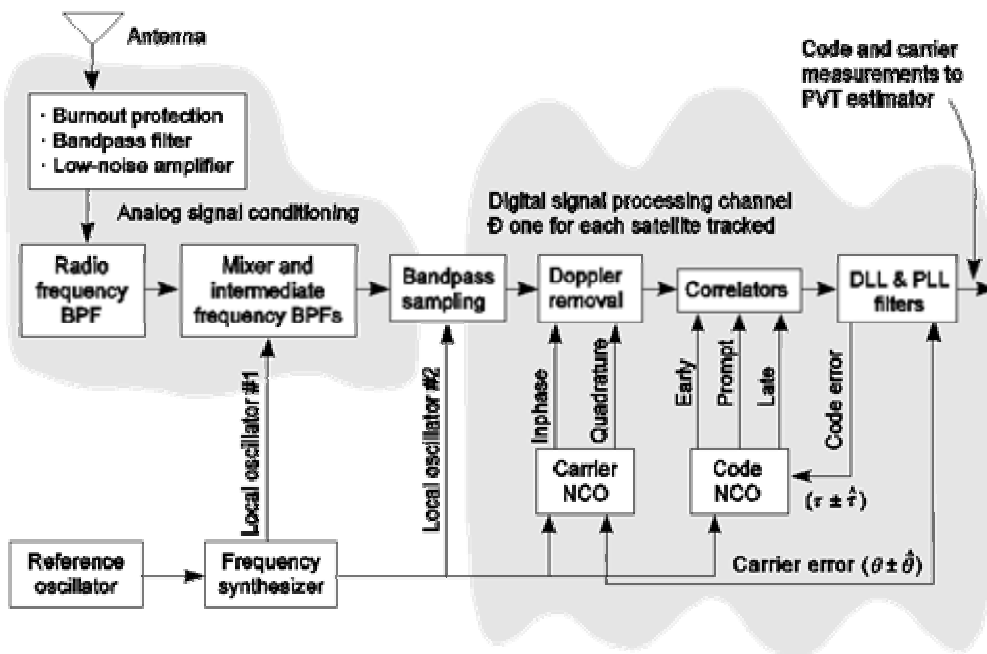 Antenna
Code and carrier
measurements to
PVT estimator
· Burnout protection
· Bandpass filter
· Low-noise amplifier
Analog signal conditioning
Digital signal processing channel
Ð one for each satellite tracked
Radio
frequency
BPF
Mixer and
intermediate
frequency BPFs
Bandpass
sampling
Doppler
removal
Correlators
DLL & PLL
filters
Local oscillator #1
Local oscillator #2
Inphase
Quadrature
Early
Prompt
Late
Code error
Carrier
NCO
Code
NCO
(τ ± τ̂)
Reference
oscillator
Frequency
synthesizer
Carrier error (θ ± θ̂)